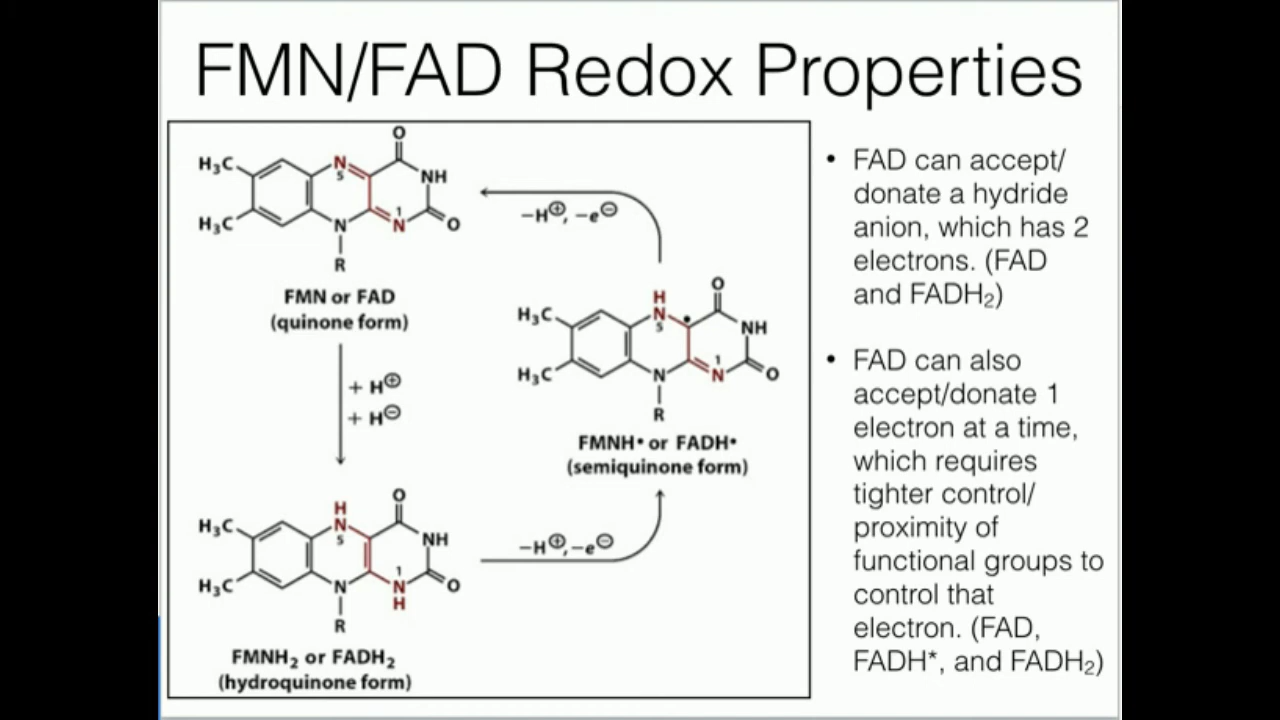 FMN/FAD Redox Properties
O
H₃C
N
5
NH
H₃C
N
1
N
O
R
FMN or FAD
(quinone form)
+ H⊕
+ H⊖
H
O
H₃C
N
5
NH
1
H₃C
N
N
O
H
R
FMNH₂ or FADH₂
(hydroquinone form)
−H⊕, −e⊖
H
O
H₃C
N
5
•
NH
1
H₃C
N
N
O
R
FMNH• or FADH•
(semiquinone form)
−H⊕,−e⊖
• FAD can accept/
donate a hydride
anion, which has 2
electrons. (FAD
and FADH₂)
• FAD can also
accept/donate 1
electron at a time,
which requires
tighter control/
proximity of
functional groups to
control that
electron. (FAD,
FADH*, and FADH₂)